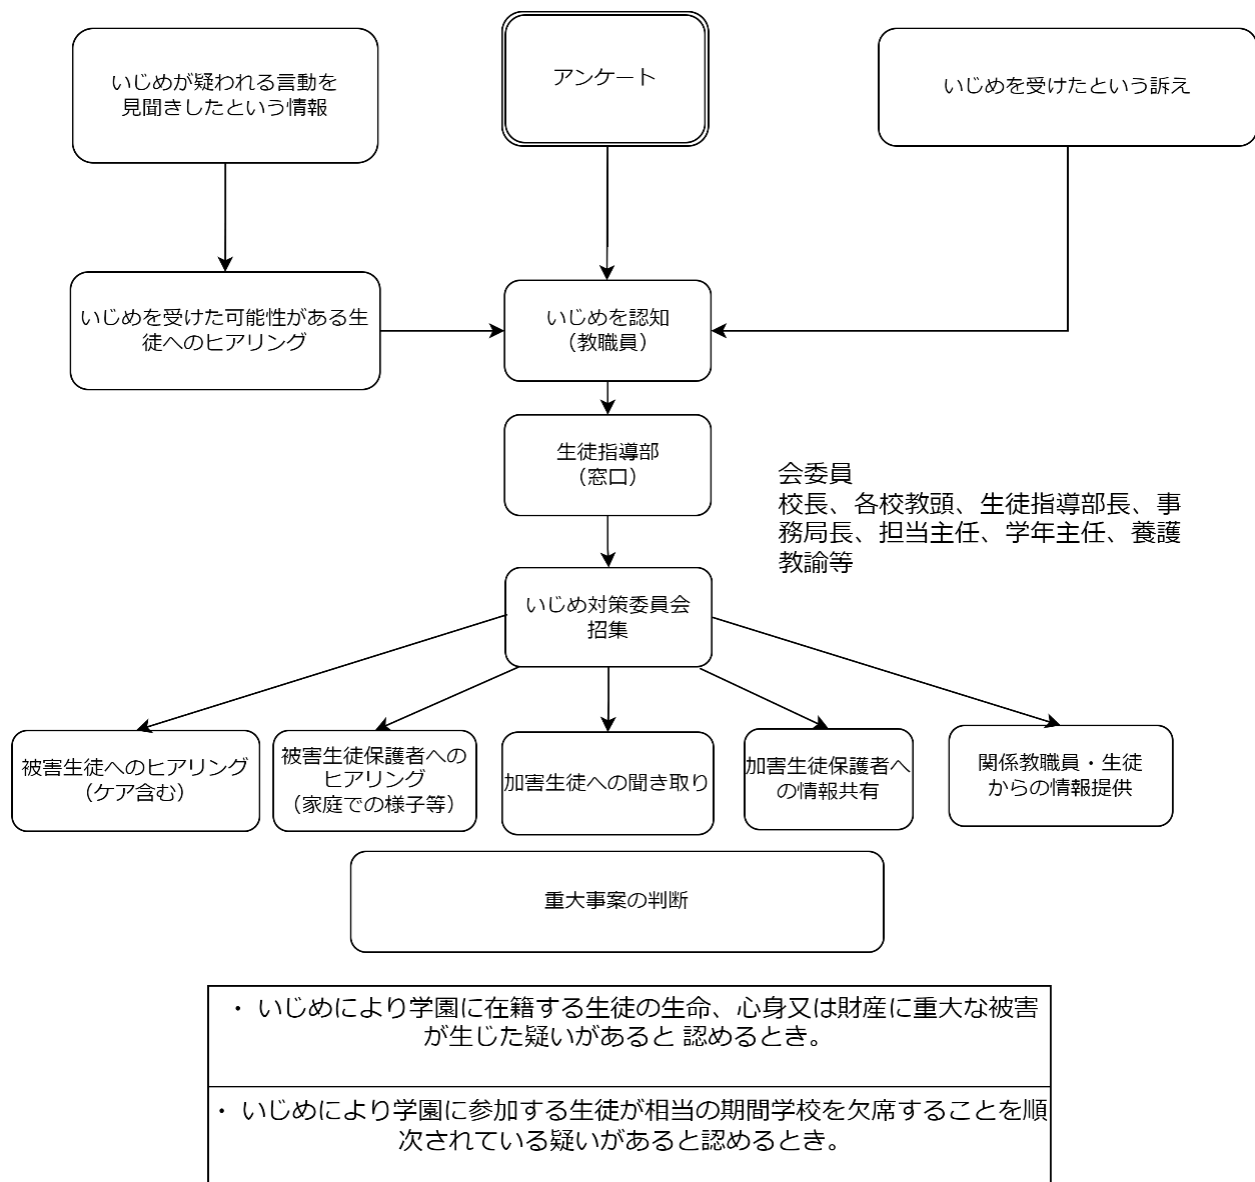 いじめが疑われる言動を
見聞きしたという情報
アンケート
いじめを受けたという訴え
いじめを受けた可能性がある生
徒へのヒアリング
いじめを認知
（教職員）
生徒指導部
（窓口）
会委員
校長、各校教頭、生徒指導部長、事
務局長、担当主任、学年主任、養護
教諭等
いじめ対策委員会
招集
被害生徒へのヒアリング
（ケア含む）
被害生徒保護者への
ヒアリング
（家庭での様子等）
加害生徒への聞き取り
加害生徒保護者へ
の情報共有
関係教職員・生徒
からの情報提供
重大事案の判断
・ いじめにより学園に在籍する生徒の生命、心身又は財産に重大な被害
が生じた疑いがあると 認めるとき。
・ いじめにより学園に参加する生徒が相当の期間学校を欠席することを順
次されている疑いがあると認めるとき。